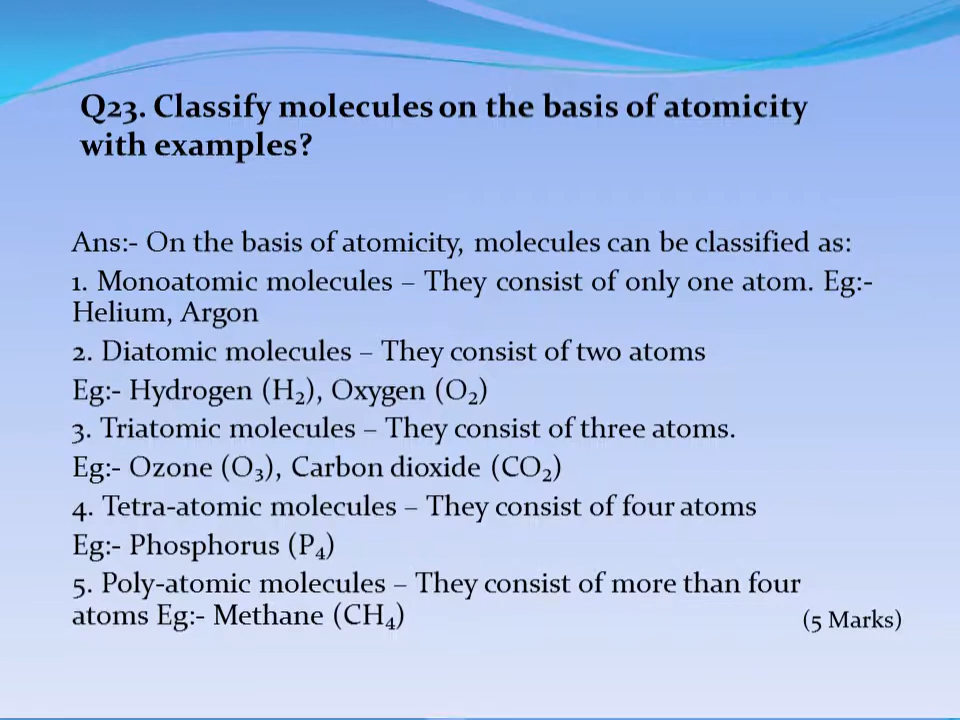 Q23. Classify molecules on the basis of atomicity
with examples?
Ans:- On the basis of atomicity, molecules can be classified as:
1. Monoatomic molecules – They consist of only one atom. Eg:-
Helium, Argon
2. Diatomic molecules – They consist of two atoms
Eg:- Hydrogen (H₂), Oxygen (O₂)
3. Triatomic molecules – They consist of three atoms.
Eg:- Ozone (O₃), Carbon dioxide (CO₂)
4. Tetra-atomic molecules – They consist of four atoms
Eg:- Phosphorus (P₄)
5. Poly-atomic molecules – They consist of more than four
atoms Eg:- Methane (CH₄)
(5 Marks)